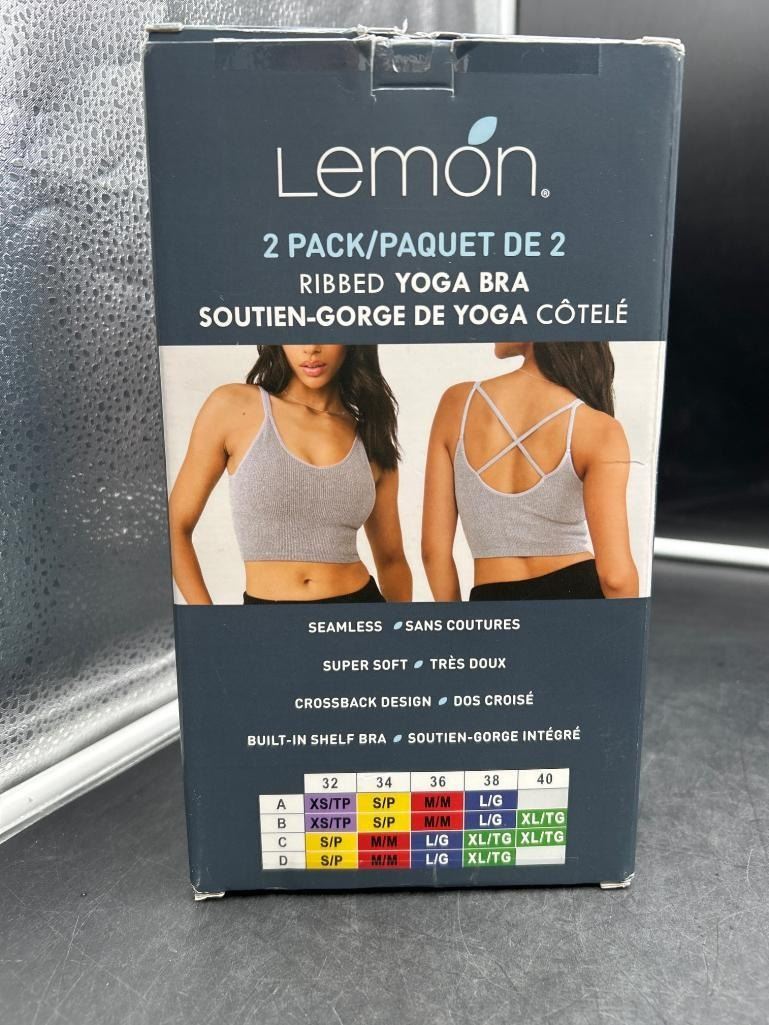 Lemon®
2 PACK/PAQUET DE 2
RIBBED YOGA BRA
SOUTIEN-GORGE DE YOGA CÔTELÉ
SEAMLESS SANS COUTURES
SUPER SOFT TRÈS DOUX
CROSSBACK DESIGN DOS CROISÉ
BUILT-IN SHELF BRA SOUTIEN-GORGE INTÉGRÉ
32 34 36 38 40
A XS/TP S/P M/M L/G
B XS/TP S/P M/M L/G XL/TG
C S/P M/M L/G XL/TG XL/TG
D S/P M/M L/G XL/TG